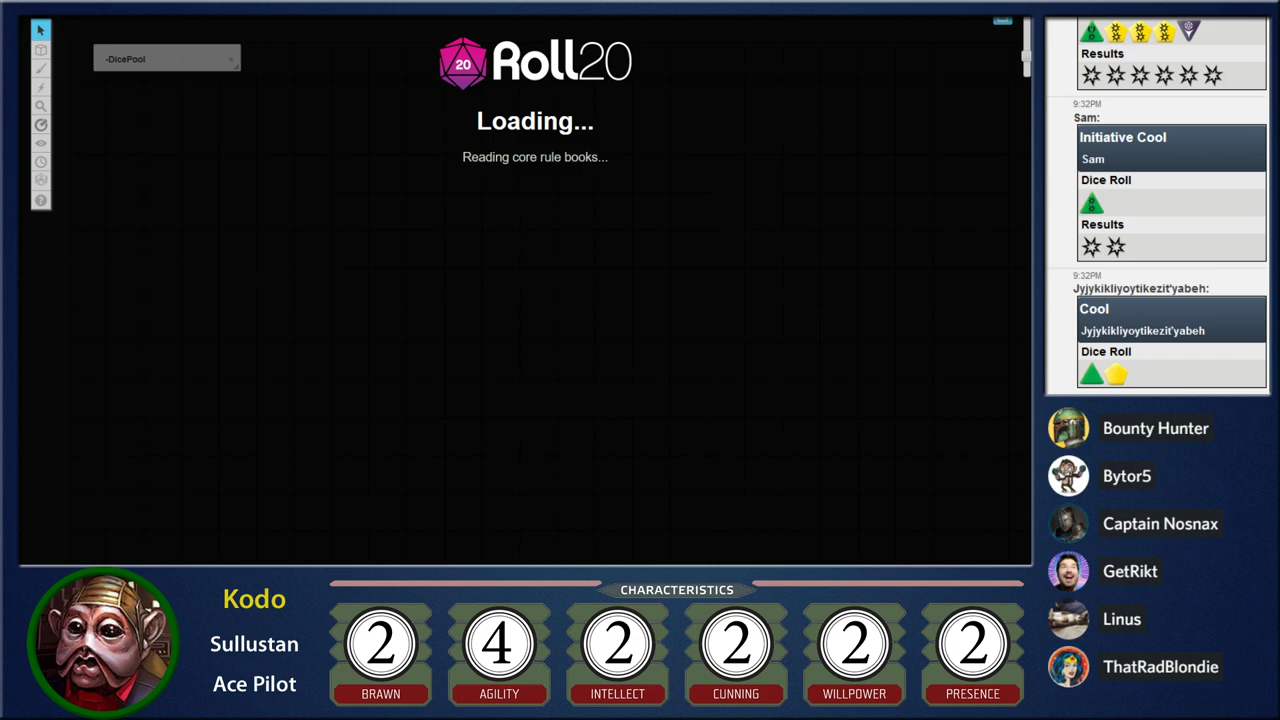 -DicePool
20
Roll20
Loading...
Reading core rule books...
Results
9:32PM
Sam:
Initiative Cool
Sam
Dice Roll
Results
9:32PM
Jyjykikliyoytikezit'yabeh:
Cool
Jyjykikliyoytikezit'yabeh
Dice Roll
Bounty Hunter
Bytor5
Captain Nosnax
GetRikt
Linus
ThatRadBlondie
Kodo
Sullustan
Ace Pilot
CHARACTERISTICS
2 4 2 2 2 2
BRAWN AGILITY INTELLECT CUNNING WILLPOWER PRESENCE